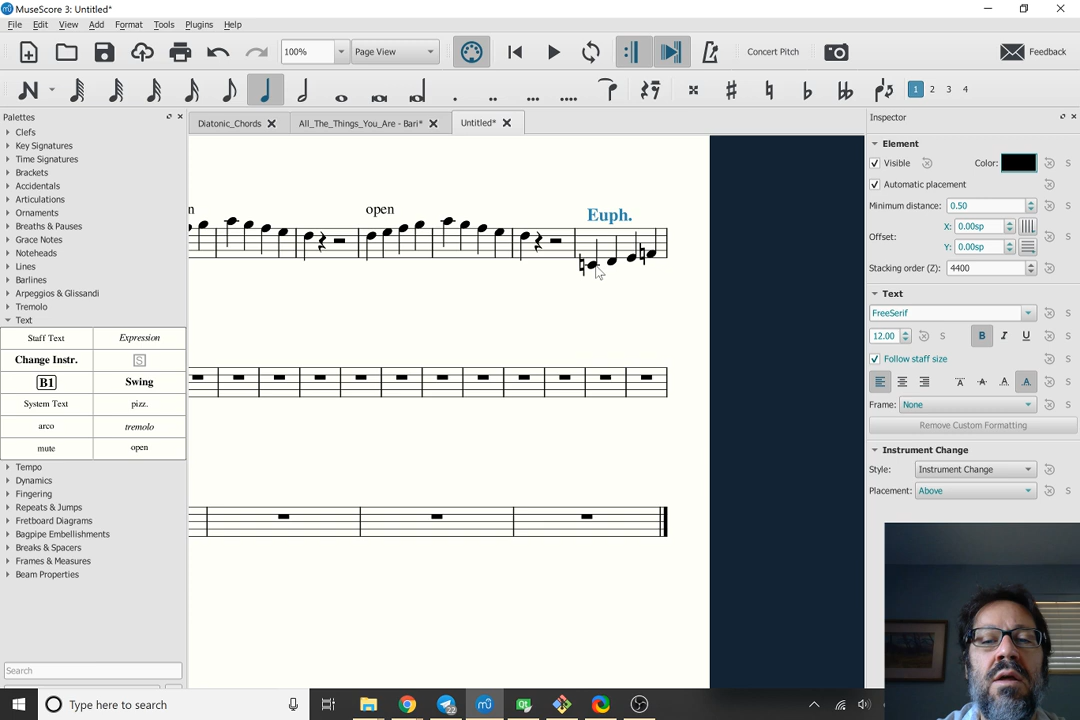 MuseScore 3: Untitled*
File Edit View Add Format Tools Plugins Help
100% Page View Concert Pitch Feedback
1 2 3 4
Palettes
Diatonic_Chords
All_The_Things_You_Are - Bari*
Untitled*
Inspector
Clefs
Key Signatures
Time Signatures
Brackets
Accidentals
Articulations
Ornaments
Breaths & Pauses
Grace Notes
Noteheads
Lines
Barlines
Arpeggios & Glissandi
Tremolo
Text
Staff Text Expression
Change Instr. S
B1 Swing
System Text pizz.
arco tremolo
mute open
Tempo
Dynamics
Fingering
Repeats & Jumps
Fretboard Diagrams
Bagpipe Embellishments
Breaks & Spacers
Frames & Measures
Beam Properties
Search
n open Euph.
Element
Visible Color: S
Automatic placement
Minimum distance: 0.50 S
Offset: X: 0.00sp
Y: 0.00sp S
Stacking order (Z): 4400 S
Text
FreeSerif S
12.00 S B I U S
Follow staff size S
A A A A S
Frame: None S
Remove Custom Formatting
Instrument Change
Style: Instrument Change
Placement: Above S
Type here to search
22
Qt